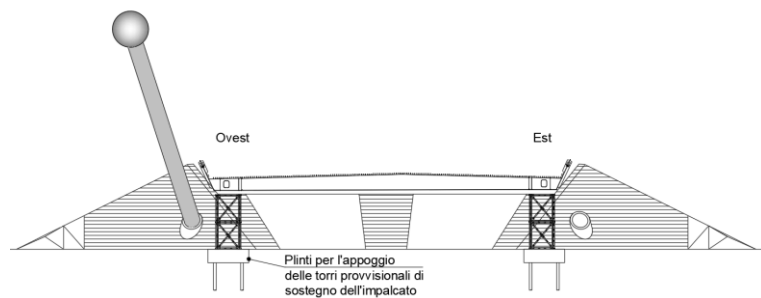 Ovest
Est
Plinti per l'appoggio
delle torri provvisionali di
sostegno dell'impalcato